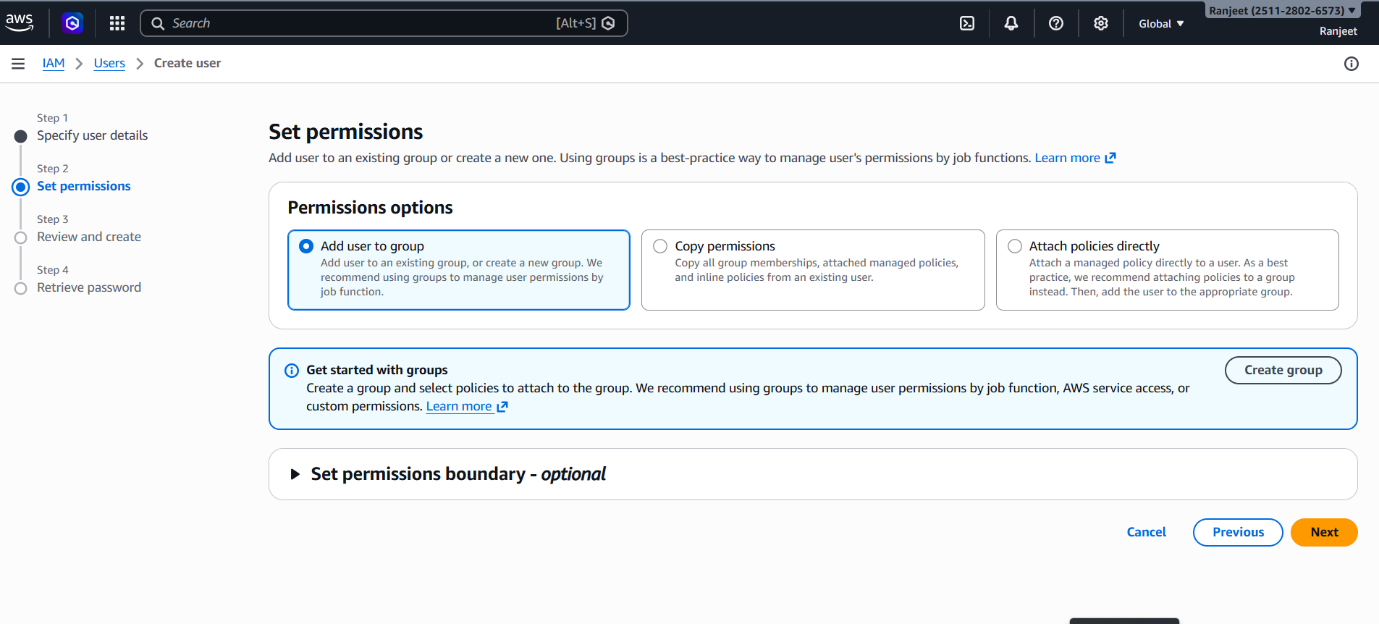 aws
Search
[Alt+S]
Global
Ranjeet (2511-2802-6573)
Ranjeet
IAM
Users
Create user
Step 1
Specify user details
Step 2
Set permissions
Step 3
Review and create
Step 4
Retrieve password
Set permissions
Add user to an existing group or create a new one. Using groups is a best-practice way to manage user's permissions by job functions. Learn more
Permissions options
Add user to group
Add user to an existing group, or create a new group. We
recommend using groups to manage user permissions by
job function.
Copy permissions
Copy all group memberships, attached managed policies,
and inline policies from an existing user.
Attach policies directly
Attach a managed policy directly to a user. As a best
practice, we recommend attaching policies to a group
instead. Then, add the user to the appropriate group.
Get started with groups
Create a group and select policies to attach to the group. We recommend using groups to manage user permissions by job function, AWS service access, or
custom permissions. Learn more
Create group
Set permissions boundary - optional
Cancel
Previous
Next